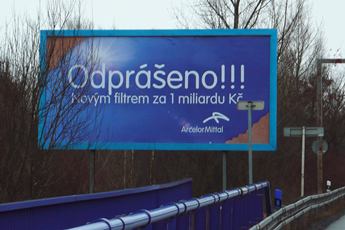 Odprášeno!!!
Novým filtrem za 1 miliardu Kč
ArcelorMittal